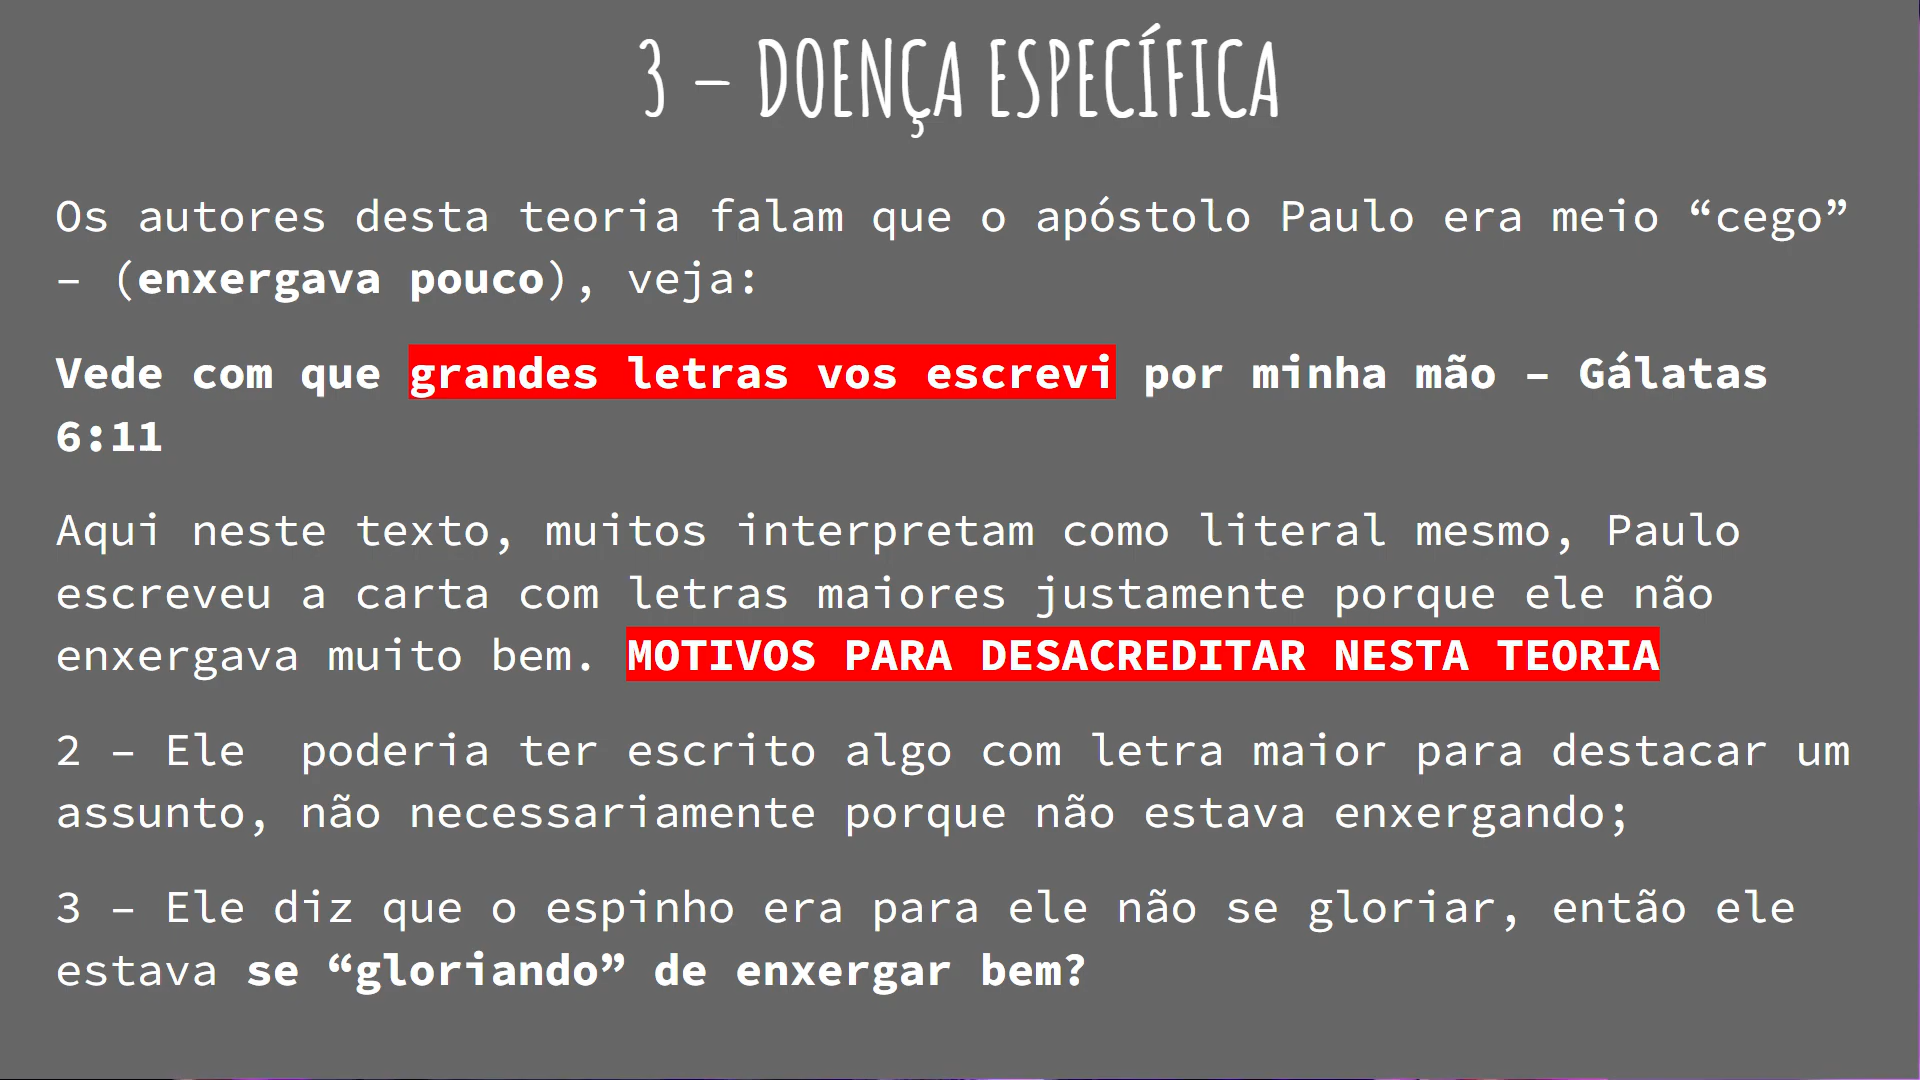 3 – DOENÇA ESPECÍFICA
Os autores desta teoria falam que o apóstolo Paulo era meio “cego”
– (enxergava pouco), veja:
Vede com que grandes letras vos escrevi por minha mão – Gálatas
6:11
Aqui neste texto, muitos interpretam como literal mesmo, Paulo
escreveu a carta com letras maiores justamente porque ele não
enxergava muito bem. MOTIVOS PARA DESACREDITAR NESTA TEORIA
2 – Ele  poderia ter escrito algo com letra maior para destacar um
assunto, não necessariamente porque não estava enxergando;
3 – Ele diz que o espinho era para ele não se gloriar, então ele
estava se “gloriando” de enxergar bem?